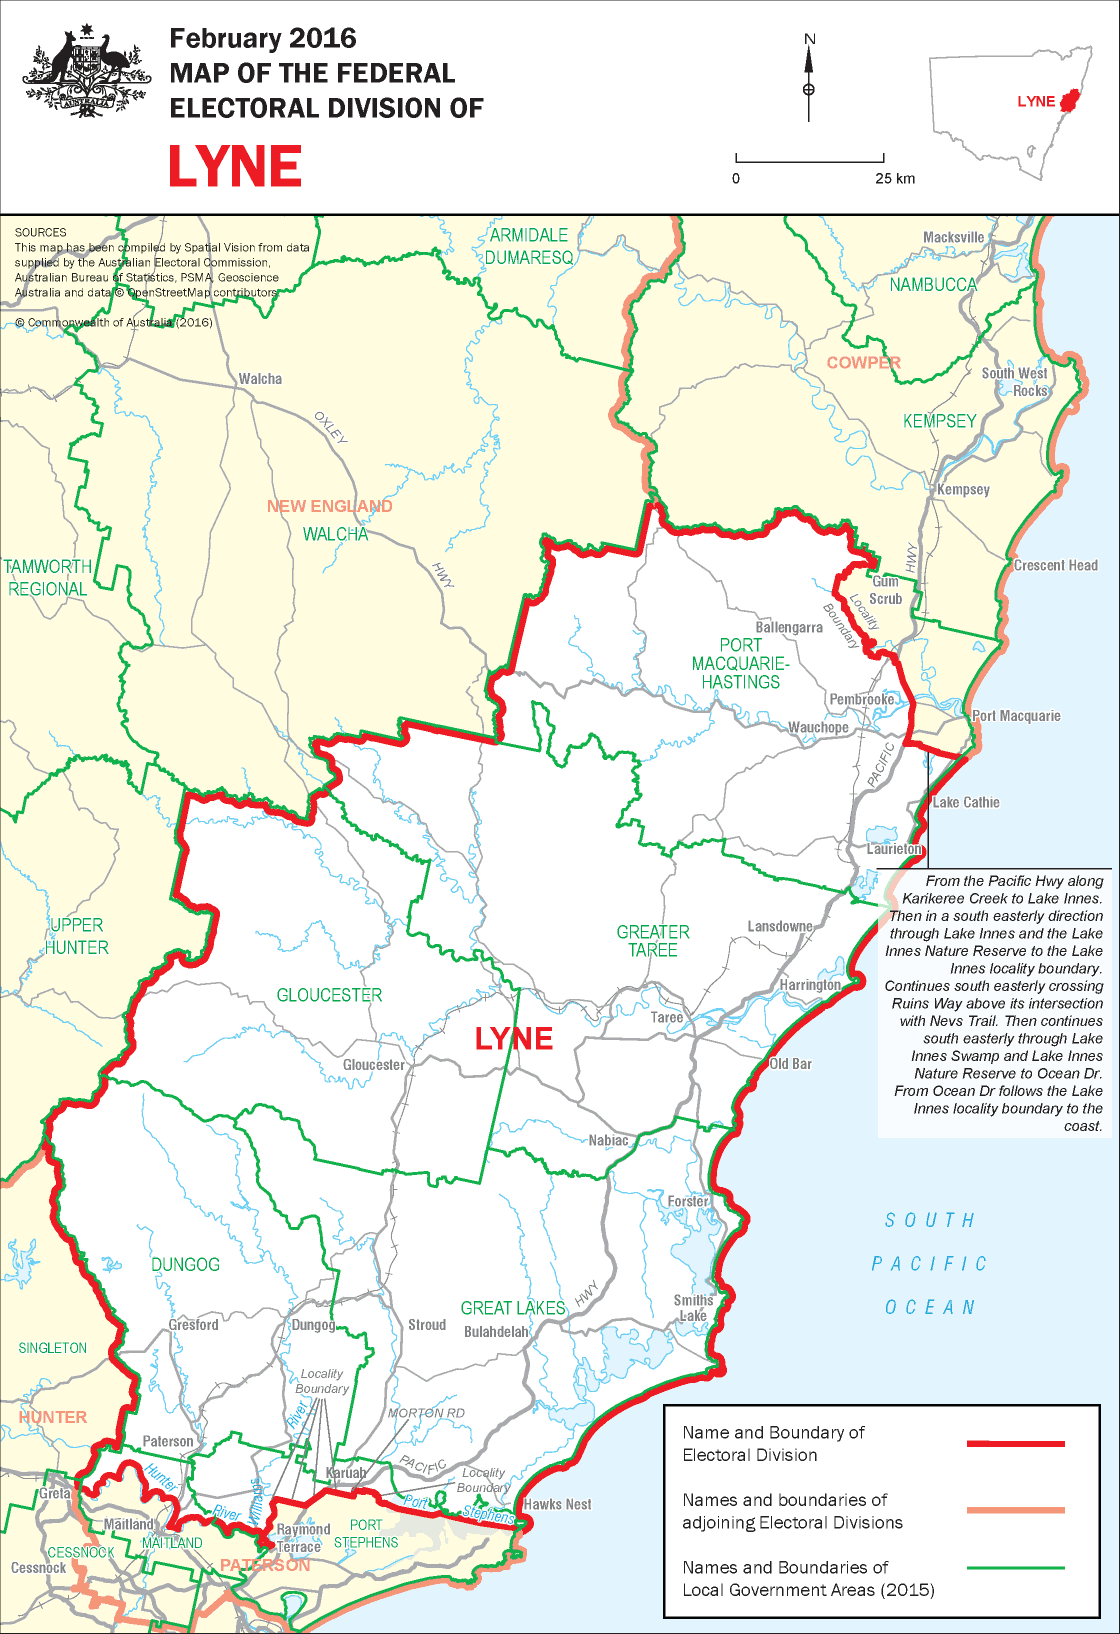 February 2016
MAP OF THE FEDERAL
ELECTORAL DIVISION OF
LYNE
AUSTRALIA
N
0
25 km
LYNE
SOURCES
This map has been compiled by Spatial Vision from data
supplied by the Australian Electoral Commission,
Australian Bureau of Statistics, PSMA, Geoscience
Australia and data © OpenStreetMap contributors
© Commonwealth of Australia (2016)
ARMIDALE
DUMARESQ
Macksville
NAMBUCCA
COWPER
South West
Rocks
Walcha
OXLEY
KEMPSEY
Kempsey
NEW ENGLAND
WALCHA
HWY
HWY
TAMWORTH
REGIONAL
Crescent Head
Gum
Scrub
Locality
Boundary
Ballengarra
PORT
MACQUARIE-
HASTINGS
Pembrooke
Wauchope
Port Macquarie
PACIFIC
Lake Cathie
Laurieton
From the Pacific Hwy along
Karikeree Creek to Lake Innes.
Then in a south easterly direction
through Lake Innes and the Lake
Innes Nature Reserve to the Lake
Innes locality boundary.
Continues south easterly crossing
Ruins Way above its intersection
with Nevs Trail. Then continues
south easterly through Lake
Innes Swamp and Lake Innes
Nature Reserve to Ocean Dr.
From Ocean Dr follows the Lake
Innes locality boundary to the
coast.
UPPER
HUNTER
GREATER
TAREE
Lansdowne
Harrington
GLOUCESTER
Taree
LYNE
Gloucester
Old Bar
Nabiac
Forster
SOUTH
PACIFIC
OCEAN
DUNGOG
GREAT LAKES
HWY
Smiths
Lake
Gresford
Dungog
Stroud
Bulahdelah
SINGLETON
Locality
Boundary
HUNTER
River
MORTON RD
Paterson
Hunter
Karuah
PACIFIC
Locality
Boundary
Greta
River
Williams
Port
Stephens
Hawks Nest
Maitland
MAITLAND
Raymond
Terrace
PORT
STEPHENS
CESSNOCK
Cessnock
PATERSON
Name and Boundary of
Electoral Division
Names and boundaries of
adjoining Electoral Divisions
Names and Boundaries of
Local Government Areas (2015)